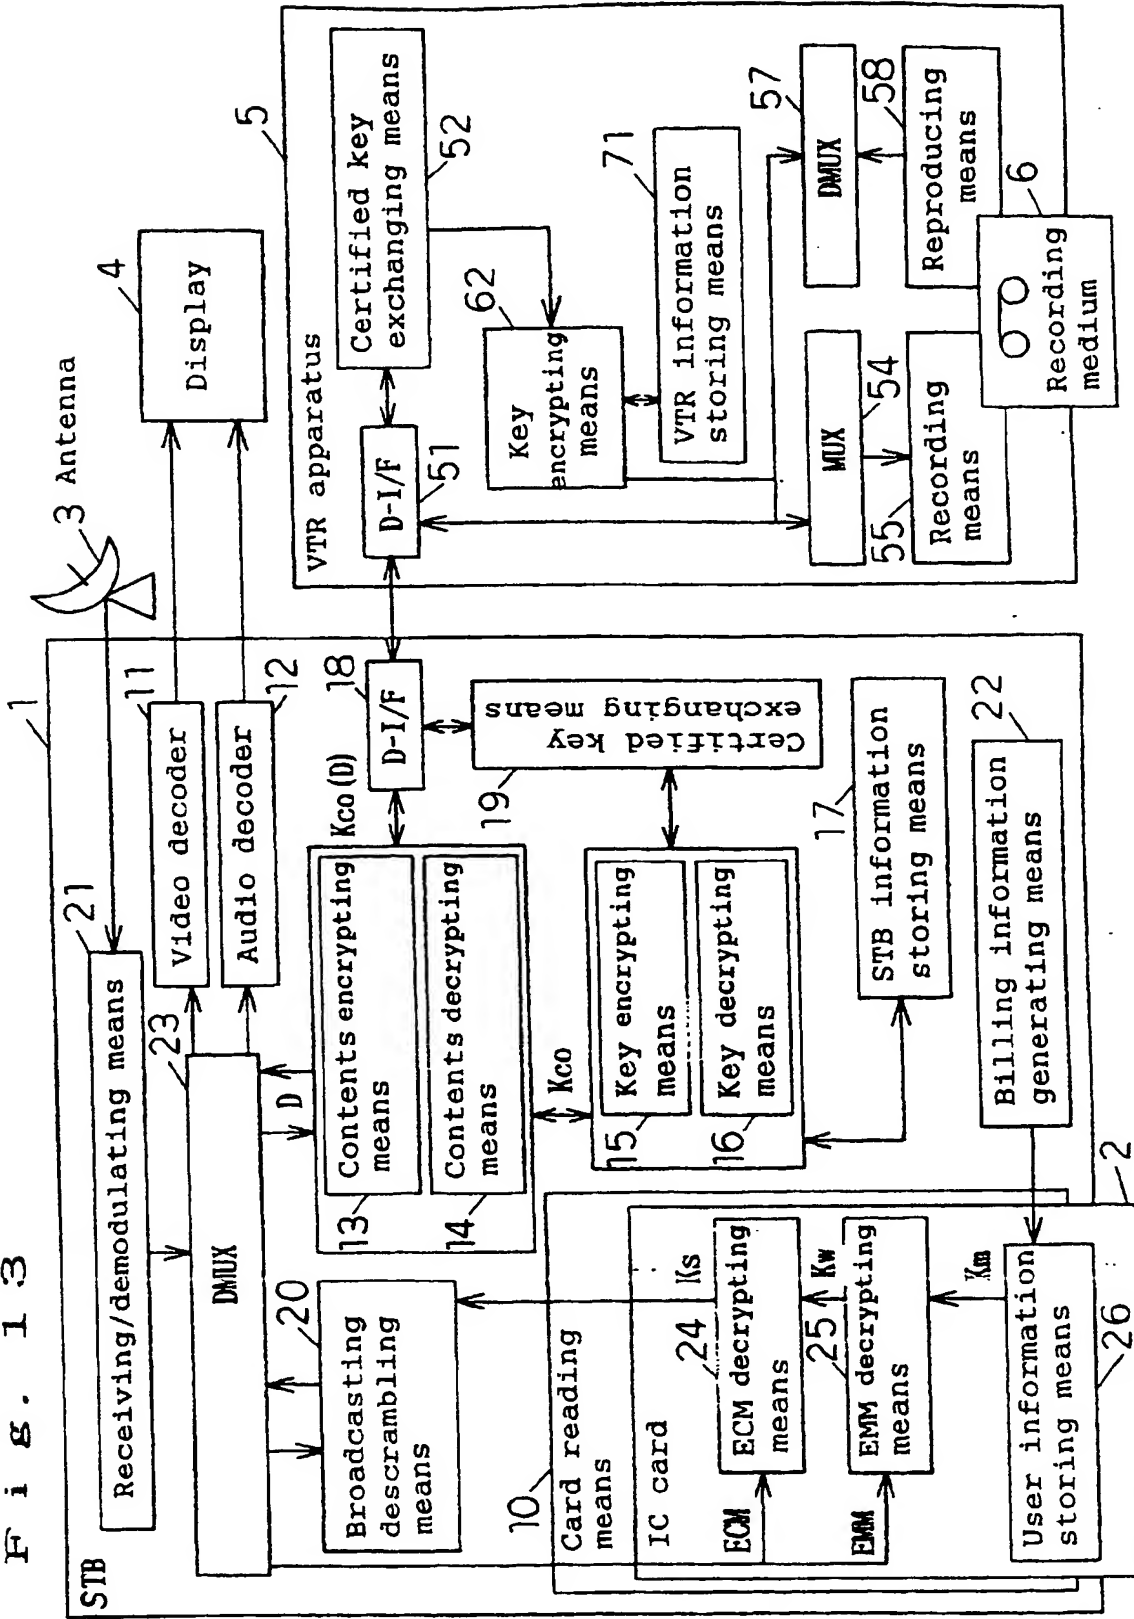 Fig. 13
STB
1
Receiving/demodulating means
21
3 Antenna
DMUX
23
Video decoder
11
Audio decoder
12
4
Display
Broadcasting
descrambling
means
20
D
Contents encrypting
means
13
Contents decrypting
means
14
Kco(D)
D-I/F
18
Certified key
exchanging means
19
Kco
Key encrypting
means
15
Key decrypting
means
16
STB information
storing means
17
Billing information
generating means
22
10
Card reading
means
IC card
2
ECM
ECM decrypting
means
24
Ks
EMM
EMM decrypting
means
25
Kw
Km
User information
storing means
26
VTR apparatus
5
D-I/F
51
Certified key
exchanging means
52
Key
encrypting
means
62
VTR information
storing means
71
MUX
54
DMUX
57
Recording
means
55
Reproducing
means
58
Recording
medium
6